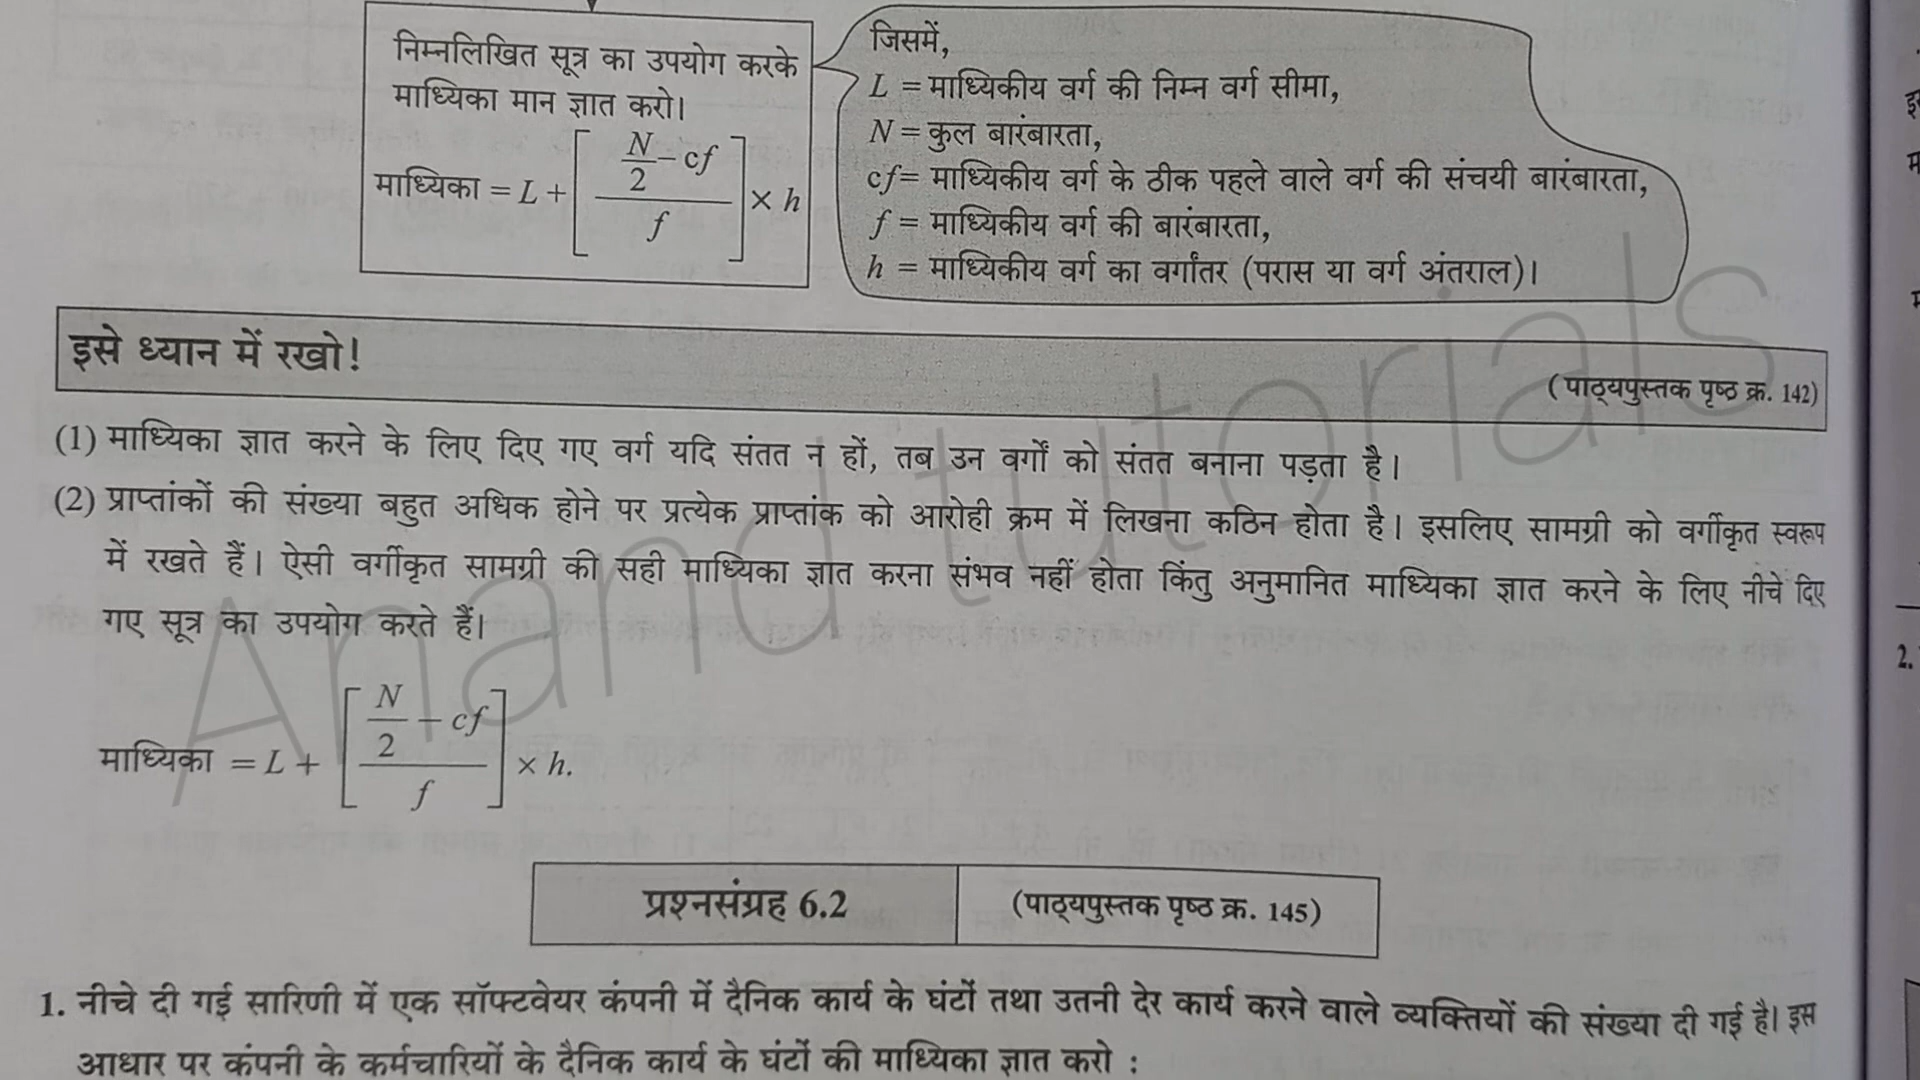 निम्नलिखित सूत्र का उपयोग करके
माध्यिका मान ज्ञात करो।
माध्यिका = L + [ (N/2 – cf) / f ] × h
जिसमें,
L = माध्यिकीय वर्ग की निम्न वर्ग सीमा,
N = कुल बारंबारता,
cf = माध्यिकीय वर्ग के ठीक पहले वाले वर्ग की संचयी बारंबारता,
f = माध्यिकीय वर्ग की बारंबारता,
h = माध्यिकीय वर्ग का वर्गांतर (परास या वर्ग अंतराल)।
इसे ध्यान में रखो!
(पाठ्यपुस्तक पृष्ठ क्र. 142)
(1) माध्यिका ज्ञात करने के लिए दिए गए वर्ग यदि संतत न हों, तब उन वर्गों को संतत बनाना पड़ता है।
(2) प्राप्तांकों की संख्या बहुत अधिक होने पर प्रत्येक प्राप्तांक को आरोही क्रम में लिखना कठिन होता है। इसलिए सामग्री को वर्गीकृत स्वरूप
में रखते हैं। ऐसी वर्गीकृत सामग्री की सही माध्यिका ज्ञात करना संभव नहीं होता किंतु अनुमानित माध्यिका ज्ञात करने के लिए नीचे दिए
गए सूत्र का उपयोग करते हैं।
माध्यिका = L + [ (N/2 – cf) / f ] × h.
Anand tutorials
प्रश्नसंग्रह 6.2
(पाठ्यपुस्तक पृष्ठ क्र. 145)
1. नीचे दी गई सारिणी में एक सॉफ्टवेयर कंपनी में दैनिक कार्य के घंटों तथा उतनी देर कार्य करने वाले व्यक्तियों की संख्या दी गई है। इस
आधार पर कंपनी के कर्मचारियों के दैनिक कार्य के घंटों की माध्यिका ज्ञात करो :
2.